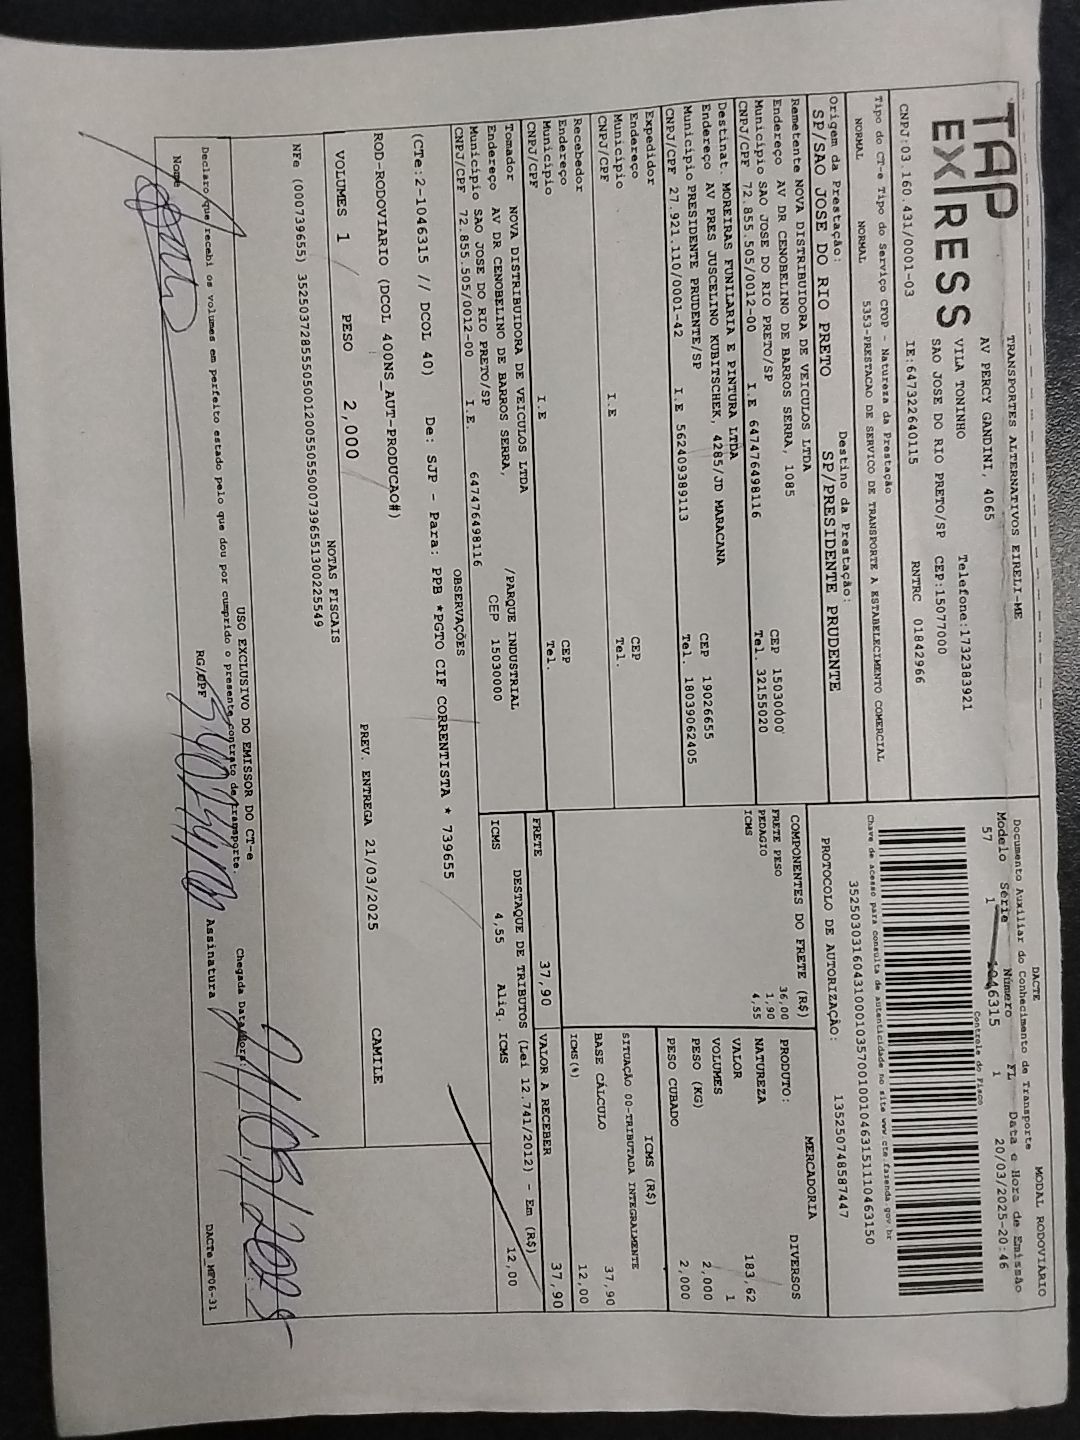 TAP
EXPRESS
TRANSPORTES ALTERNATIVOS EIRELI-ME
AV PERCY GANDINI, 4065
VILA TONINHO Telefone:1732383921
SAO JOSE DO RIO PRETO/SP CEP:15077000
CNPJ:03.160.431/0001-03 IE:647322640115 RNTRC 01842966
DACTE MODAL RODOVIÁRIO
Documento Auxiliar do Conhecimento de Transporte
Modelo Série Número FL Data e Hora de Emissão
57 1 1046315 1 20/03/2025-20:46
Controle do Fisco
Chave de acesso para consulta de autenticidade no site www.cte.fazenda.gov.br
35250303160431000103570010010463151110463150
PROTOCOLO DE AUTORIZAÇÃO: 135250748587447
Tipo do CT-e Tipo do Serviço CFOP - Natureza da Prestação
NORMAL NORMAL 5353-PRESTACAO DE SERVICO DE TRANSPORTE A ESTABELECIMENTO COMERCIAL
Origem da Prestação: Destino da Prestação:
SP/SAO JOSE DO RIO PRETO SP/PRESIDENTE PRUDENTE
Remetente NOVA DISTRIBUIDORA DE VEICULOS LTDA
Endereço AV DR CENOBELINO DE BARROS SERRA, 1085 CEP 15030000
Município SAO JOSE DO RIO PRETO/SP Tel. 32155020
CNPJ/CPF 72.855.505/0012-00 I.E 647476498116
Destinat. MOREIRAS FUNILARIA E PINTURA LTDA
Endereço AV PRES JUSCELINO KUBITSCHEK, 4285/JD MARACANA CEP 19026655
Município PRESIDENTE PRUDENTE/SP Tel. 18039062405
CNPJ/CPF 27.921.110/0001-42 I.E 562409389113
Expedidor
Endereço CEP
Município Tel.
CNPJ/CPF I.E
Recebedor
Endereço CEP
Município Tel.
CNPJ/CPF I.E
Tomador NOVA DISTRIBUIDORA DE VEICULOS LTDA
Endereço AV DR CENOBELINO DE BARROS SERRA, /PARQUE INDUSTRIAL
Município SAO JOSE DO RIO PRETO/SP CEP 15030000
CNPJ/CPF 72.855.505/0012-00 I.E. 647476498116
COMPONENTES DO FRETE (R$)
FRETE PESO 36,00
PEDAGIO 1,90
ICMS 4,55
PRODUTO: MERCADORIA
NATUREZA DIVERSOS
VALOR 183,62
VOLUMES 1
PESO (KG) 2,000
PESO CUBADO 2,000
ICMS (R$)
SITUAÇÃO 00-TRIBUTADA INTEGRALMENTE
BASE CÁLCULO 37,90
ICMS(%) 12,00
FRETE 37,90 VALOR A RECEBER 37,90
DESTAQUE DE TRIBUTOS (Lei 12.741/2012) - Em (R$)
ICMS 4,55 Aliq. ICMS 12,00
OBSERVAÇÕES
(CTe:2-1046315 // DCOL 40) De: SJP - Para: PPB *PGTO CIF CORRENTISTA * 739655
ROD-RODOVIARIO (DCOL 400NS_AUT-PRODUCAO#)
PREV. ENTREGA 21/03/2025 CAMILE
VOLUMES 1 PESO 2,000
NOTAS FISCAIS
NFe (000739655) 35250372855505001200550550007396551300225549
USO EXCLUSIVO DO EMISSOR DO CT-e
Declaro que recebi os volumes em perfeito estado pelo que dou por cumprido o presente contrato de transporte.
Chegada Data/Hora: 21/03/2025
Nome RG/CPF Assinatura
DACTe_MP06-31